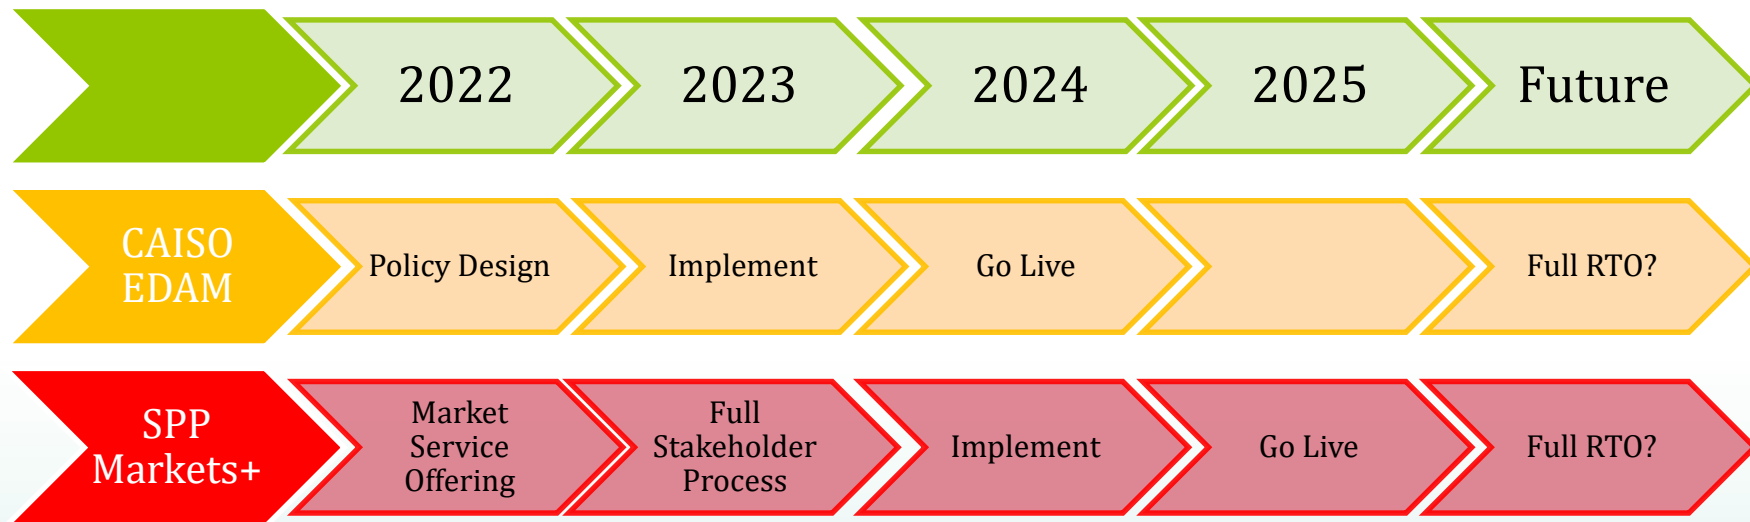 2022
2023
2024
2025
Future
CAISO
EDAM
Policy Design
Implement
Go Live
Full RTO?
SPP
Markets+
Market
Service
Offering
Full
Stakeholder
Process
Implement
Go Live
Full RTO?